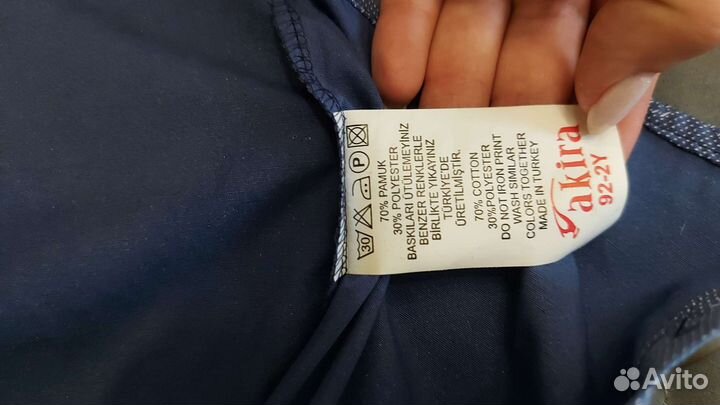 akira
92-2Y
30
P
70% PAMUK
30% POLYESTER
BASKILARI ÜTÜLEMEYİNİZ
BENZER RENKLERLE
BİRLİKTE YIKAYINIZ
TÜRKİYE'DE
ÜRETİLMİŞTİR.
70% COTTON
30%POLYESTER
DO NOT IRON PRINT
WASH SIMILAR
COLORS TOGETHER
MADE IN TURKEY
Avito